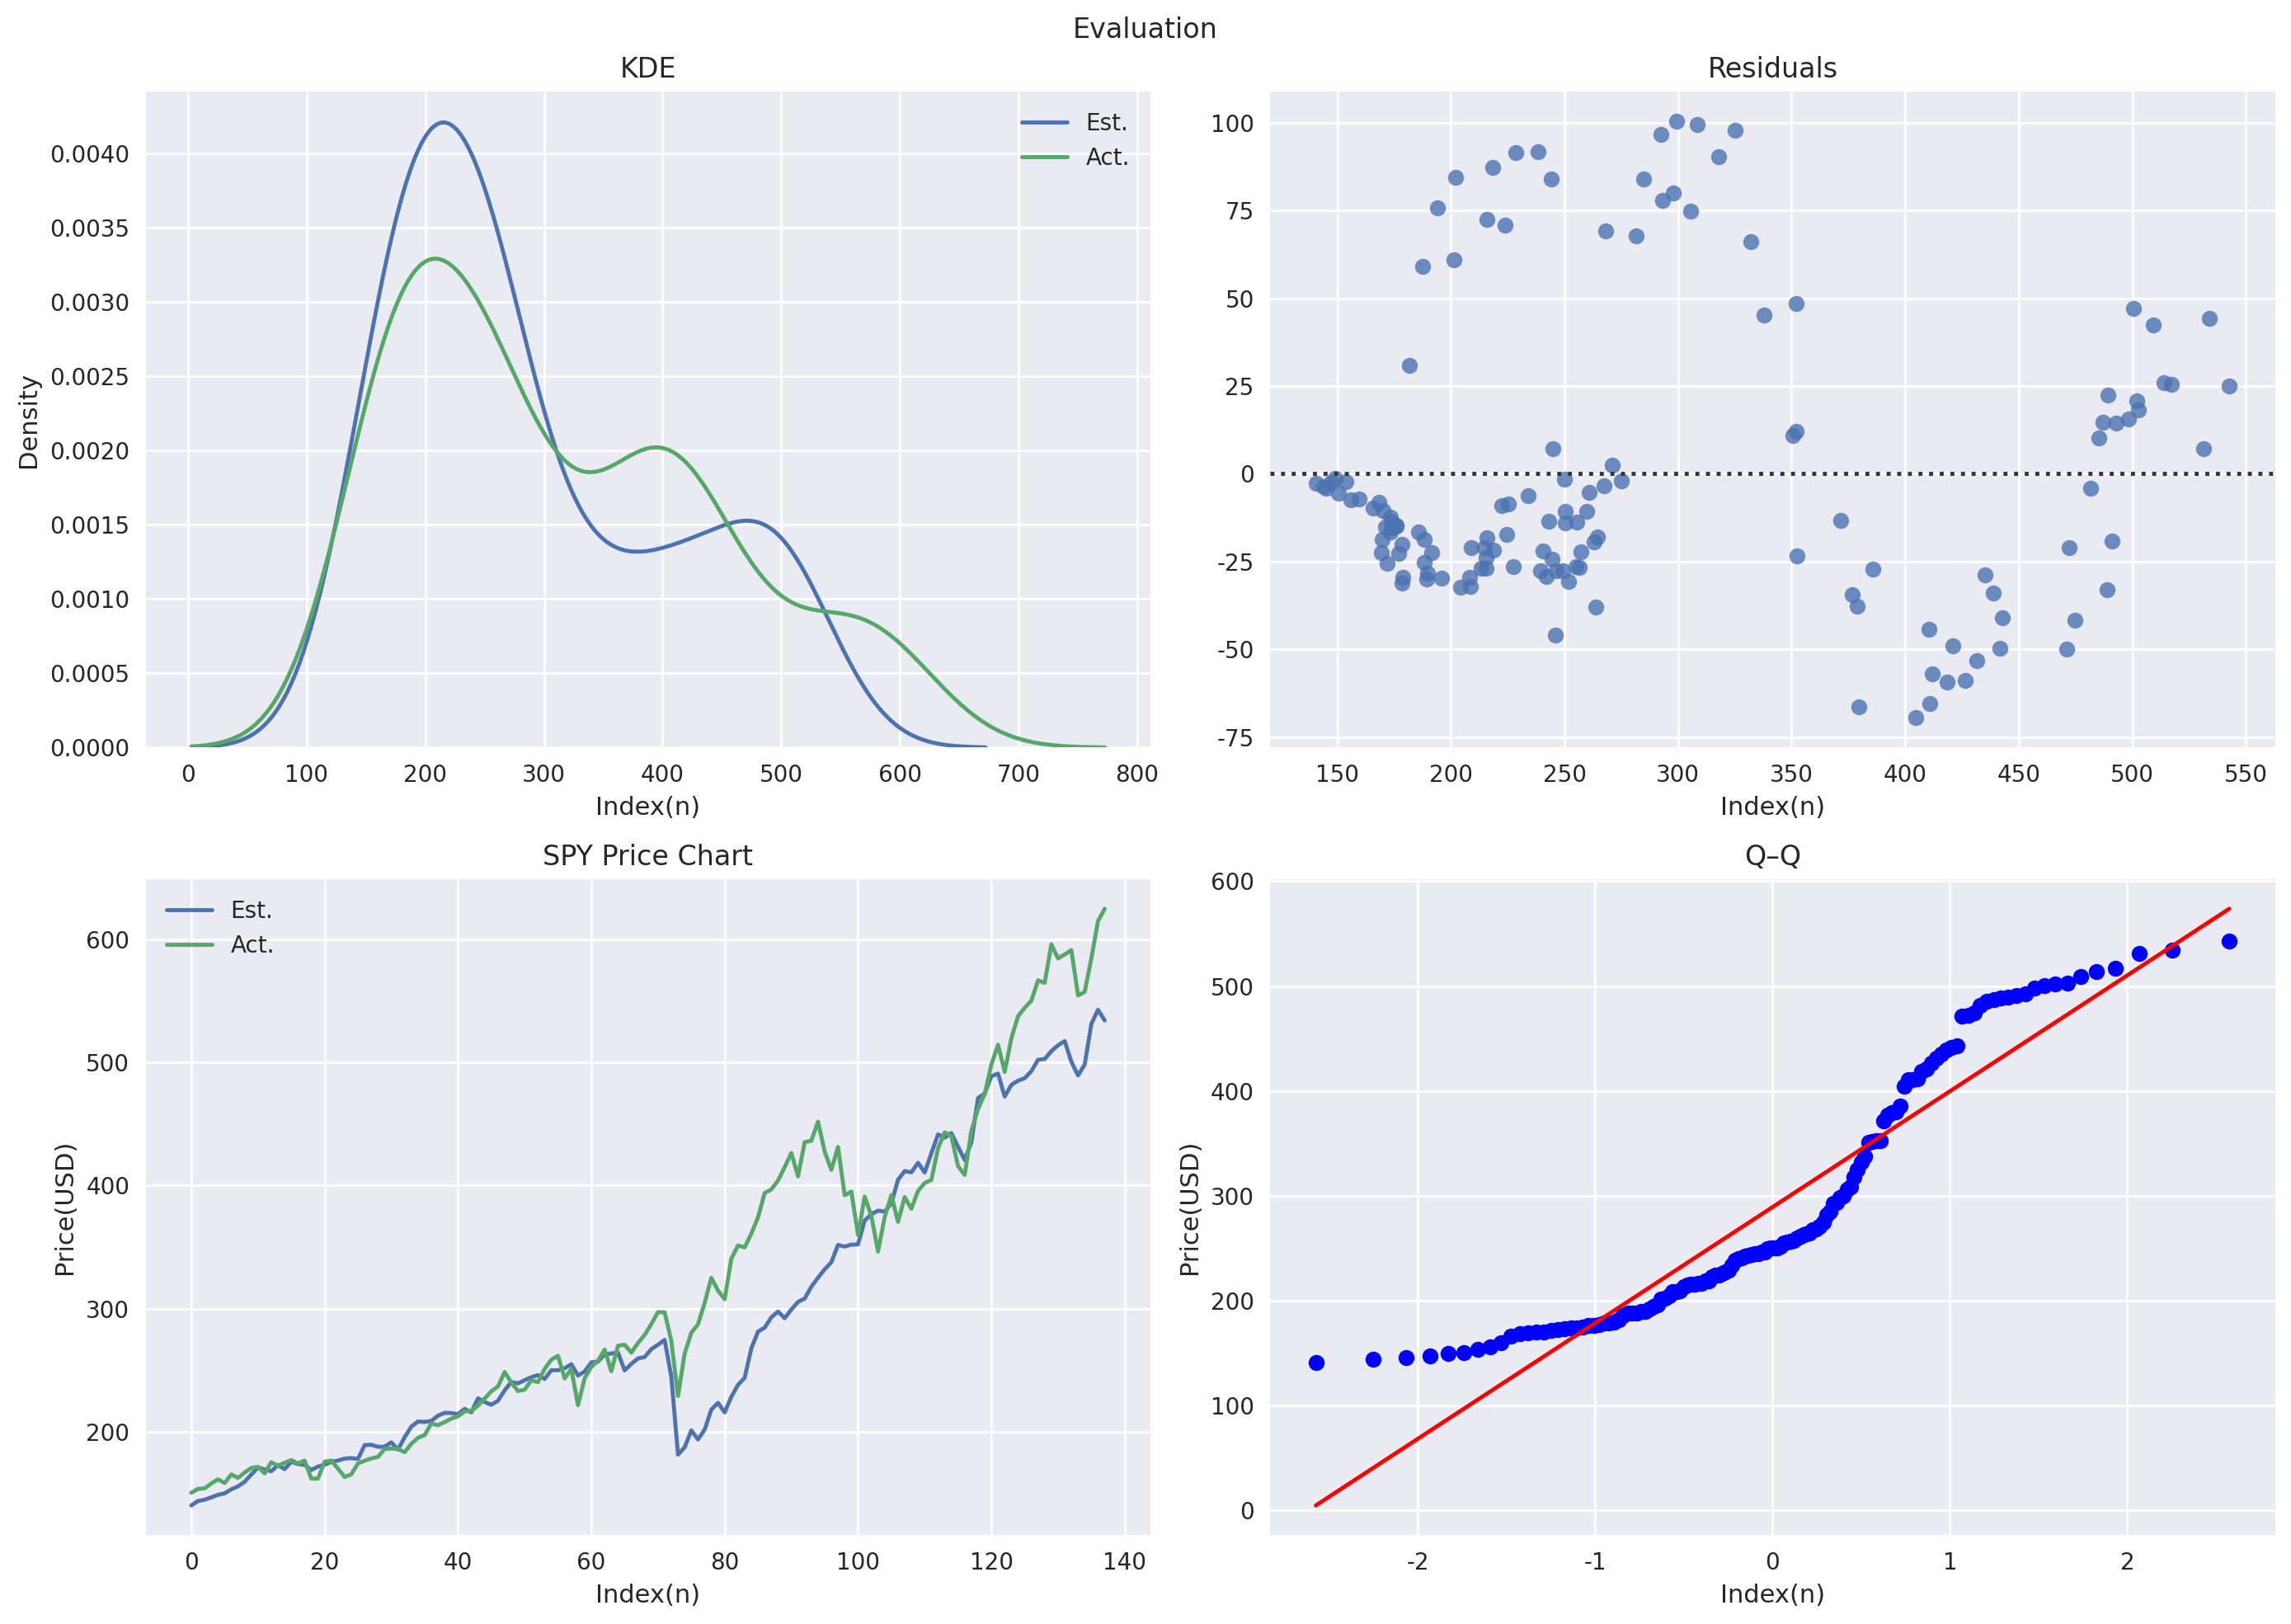 Evaluation
KDE
Est.
Act.
0.0040
0.0035
0.0030
0.0025
0.0020
0.0015
0.0010
0.0005
0.0000
Density
0 100 200 300 400 500 600 700 800
Index(n)
Residuals
100
75
50
25
0
-25
-50
-75
150 200 250 300 350 400 450 500 550
Index(n)
SPY Price Chart
Est.
Act.
600
500
400
300
200
Price(USD)
0 20 40 60 80 100 120 140
Index(n)
Q–Q
600
500
400
300
200
100
0
Price(USD)
-2 -1 0 1 2
Index(n)